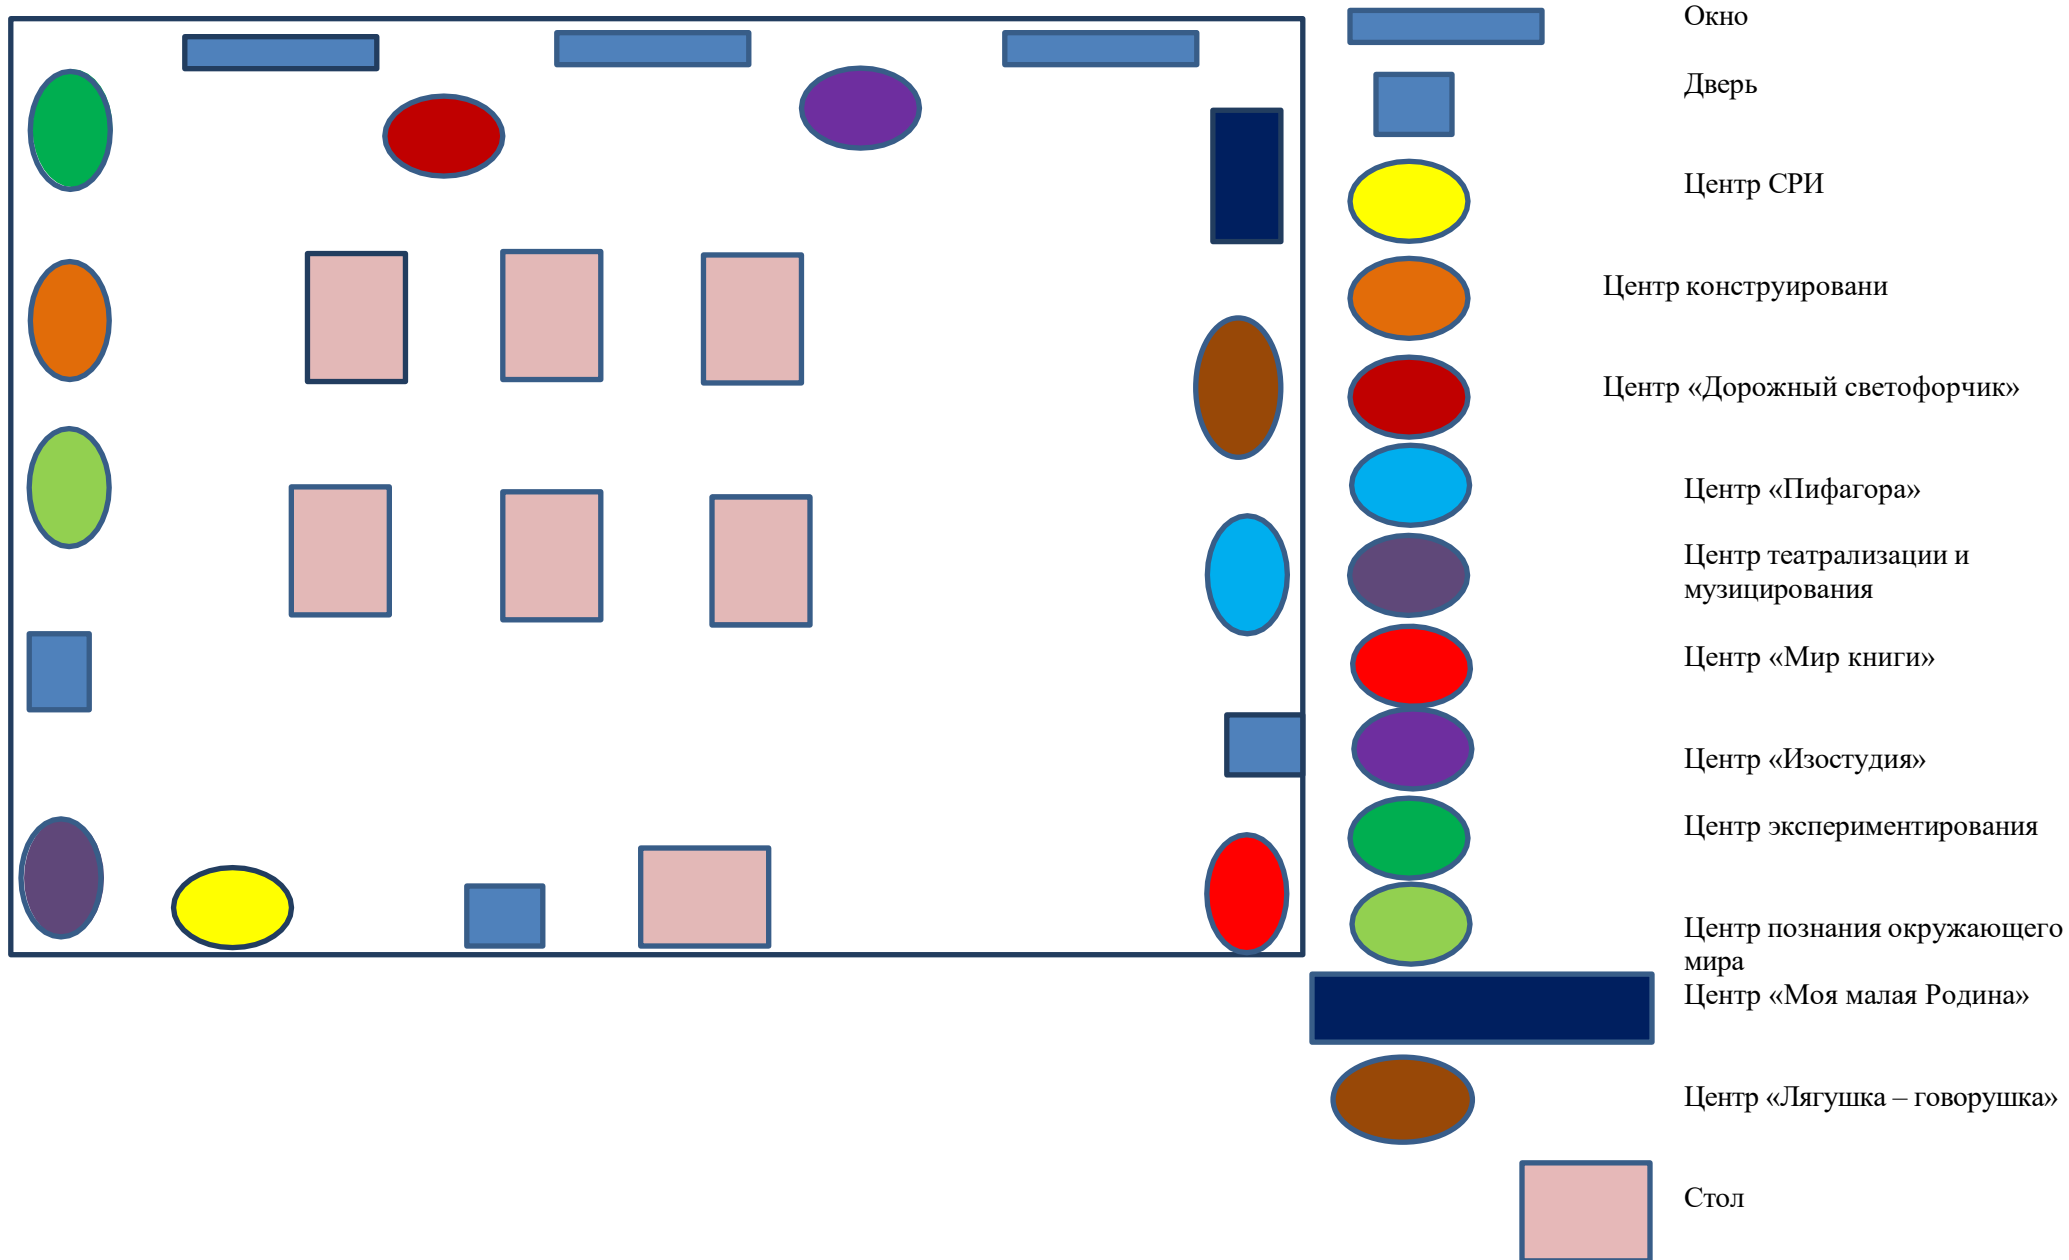 Окно
Дверь
Центр СРИ
Центр конструировани
Центр «Дорожный светофорчик»
Центр «Пифагора»
Центр театрализации и
музицирования
Центр «Мир книги»
Центр «Изостудия»
Центр экспериментирования
Центр познания окружающего
мира
Центр «Моя малая Родина»
Центр «Лягушка – говорушка»
Стол